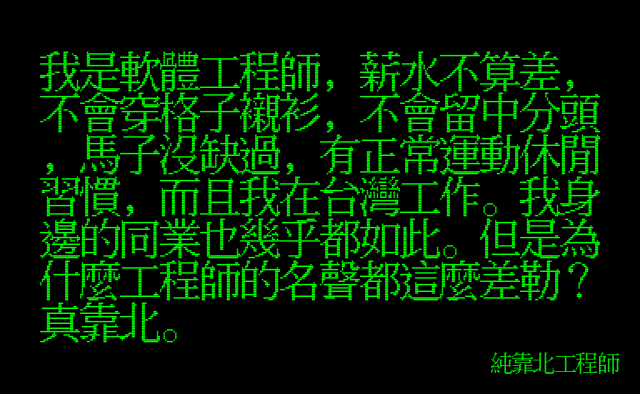 我是軟體工程師，薪水不算差，
不會穿格子襯衫，不會留中分頭
，馬子沒缺過，有正常運動休閒
習慣，而且我在台灣工作。我身
邊的同業也幾乎都如此。但是為
什麼工程師的名聲都這麼差勒？
真靠北。
純靠北工程師